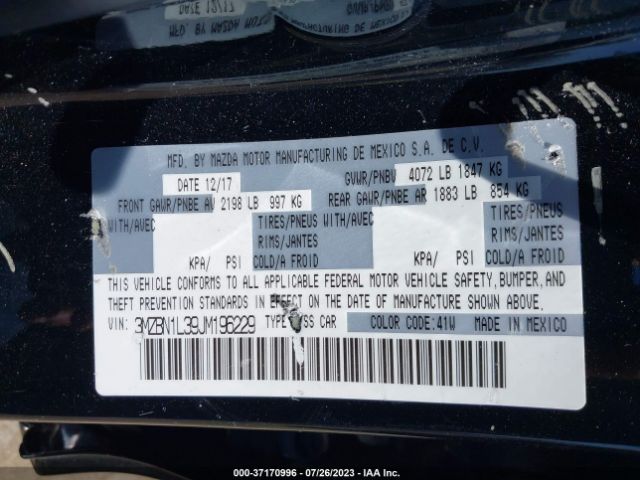 MFD. BY MAZDA MOTOR MANUFACTURING DE MEXICO S.A. DE C.V.
DATE 12/17 GVWR/PNBV 4072 LB 1847 KG
FRONT GAWR/PNBE AV 2198 LB 997 KG REAR GAWR/PNBE AR 1883 LB 854 KG
WITH/AVEC TIRES/PNEUS WITH/AVEC TIRES/PNEUS
RIMS/JANTES RIMS/JANTES
KPA/ PSI COLD/A FROID KPA/ PSI COLD/A FROID
THIS VEHICLE CONFORMS TO ALL APPLICABLE FEDERAL MOTOR VEHICLE SAFETY, BUMPER, AND
THEFT PREVENTION STANDARDS IN EFFECT ON THE DATE OF MANUFACTURE SHOWN ABOVE.
VIN: 3MZBN1L39JM196229 TYPE SS CAR COLOR CODE:41W MADE IN MEXICO
000-37170996 | 07/26/2023 | IAA Inc.